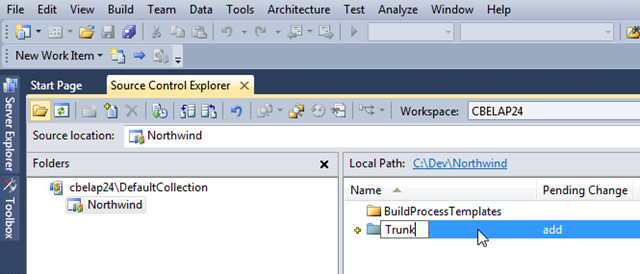 File Edit View Build Team Data Tools Architecture Test Analyze Window Help
New Work Item
Start Page Source Control Explorer
Workspace: CBELAP24
Source location: Northwind
Folders
Local Path: C:\Dev\Northwind
cbelap24\DefaultCollection
Name Pending Change
Northwind
BuildProcessTemplates
Trunk add
Server Explorer
Toolbox